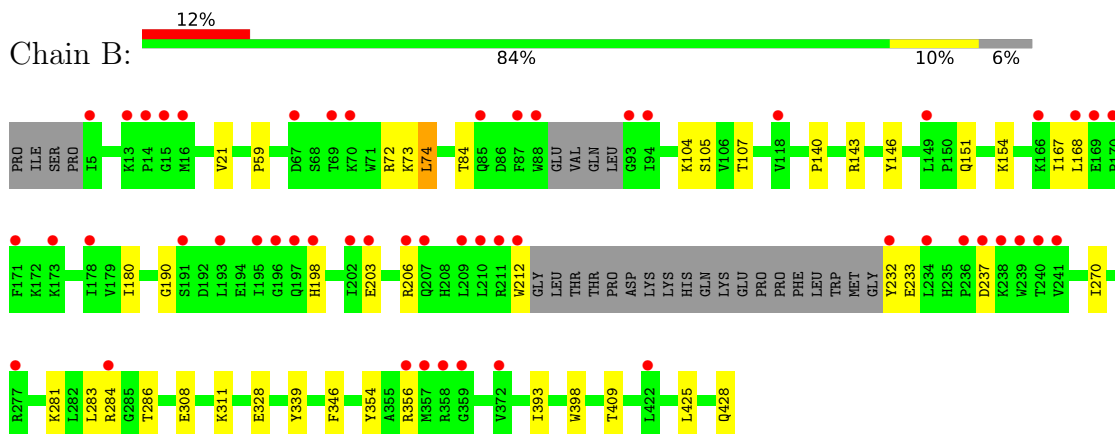 12%
Chain B:
84% 10% 6%
PRO ILE SER PRO I5 K13 P14 G15 M16 V21 P59 D67 S68 T69 K70 W71 R72 K73 L74 T84 Q85 D86 F87 W88 GLU VAL GLN LEU G93 I94 K104 S105 V106 T107 V118 P140 R143 Y146 L149 P150 Q151 K154 K166 I167 L168 E169
F171 K172 K173 I178 V179 I180 G190 S191 D192 L193 E194 I195 G196 Q197 H198 I202 E203 R206 Q207 H208 L209 L210 R211 W212 GLY LEU THR THR PRO ASP LYS LYS HIS GLN LYS GLU PRO PRO PHE LEU TRP MET GLY Y232 E233 L234 H235 P236 D237 K238 W239 T240 V241 I270
R277 K281 L282 L283 R284 G285 T286 E308 K311 E328 Y339 F346 Y354 A355 R356 M357 R358 G359 V372 I393 W398 T409 L422 L425 Q428